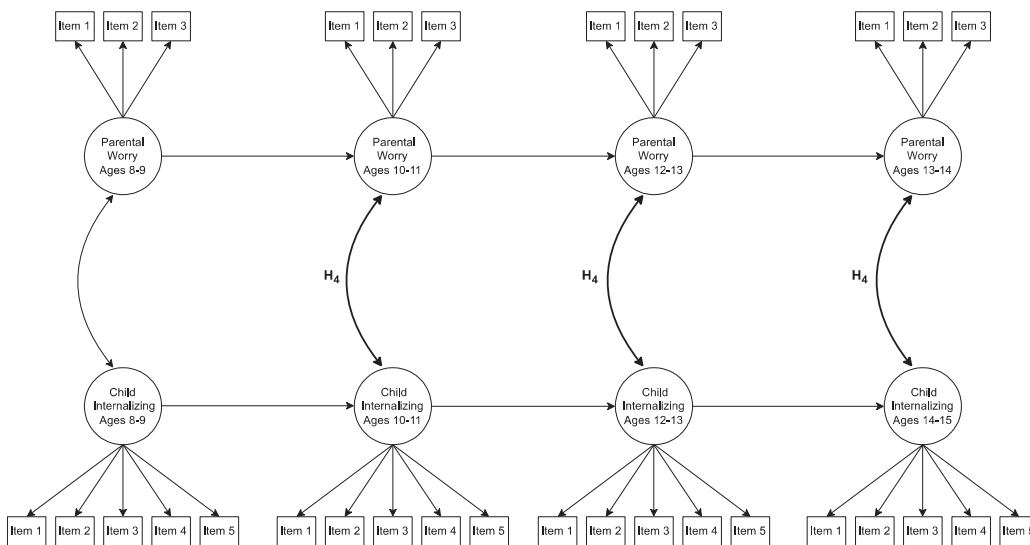 Item 1 Item 2 Item 3 Item 1 Item 2 Item 3 Item 1 Item 2 Item 3 Item 1 Item 2 Item 3
Parental Parental Parental Parental
Worry Worry Worry Worry
Ages 8-9 Ages 10-11 Ages 12-13 Ages 13-14
H4 H4 H4
Child Child Child Child
Internalizing Internalizing Internalizing Internalizing
Ages 8-9 Ages 10-11 Ages 12-13 Ages 14-15
Item 1 Item 2 Item 3 Item 4 Item 5 Item 1 Item 2 Item 3 Item 4 Item 5 Item 1 Item 2 Item 3 Item 4 Item 5 Item 1 Item 2 Item 3 Item 4 Item 5